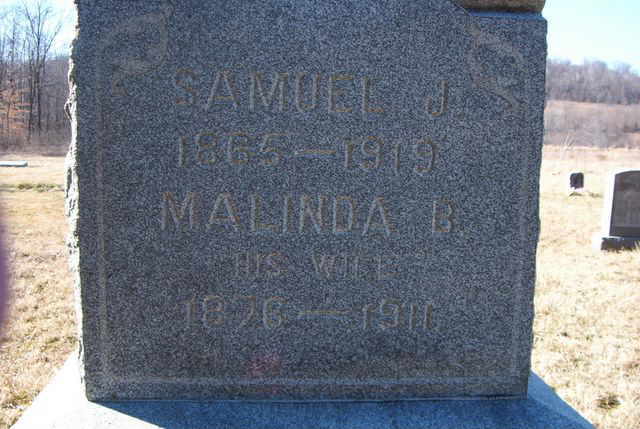 SAMUEL J.
1865—1919
MALINDA B.
HIS WIFE
1876—1911.